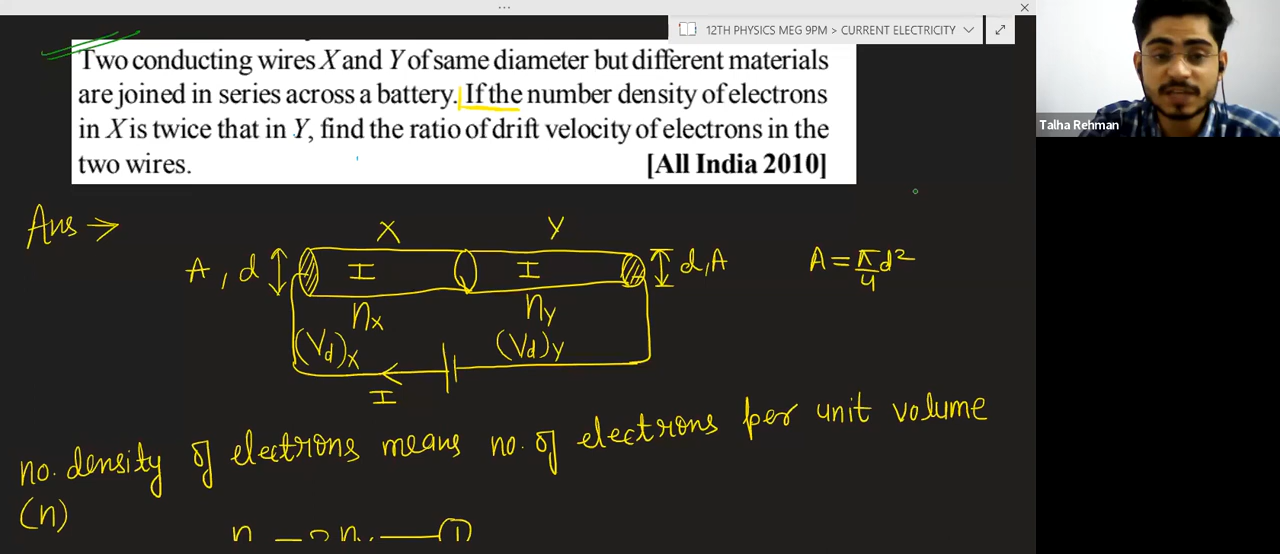 12TH PHYSICS MEG 9PM > CURRENT ELECTRICITY
Talha Rehman
Two conducting wires X and Y of same diameter but different materials
are joined in series across a battery. If the number density of electrons
in X is twice that in Y, find the ratio of drift velocity of electrons in the
two wires. [All India 2010]
Ans →
X Y
A, d I I d, A A = π/4 d²
nx ny
(Vd)x (Vd)y
I
no. density of electrons means no. of electrons per unit volume
(n)